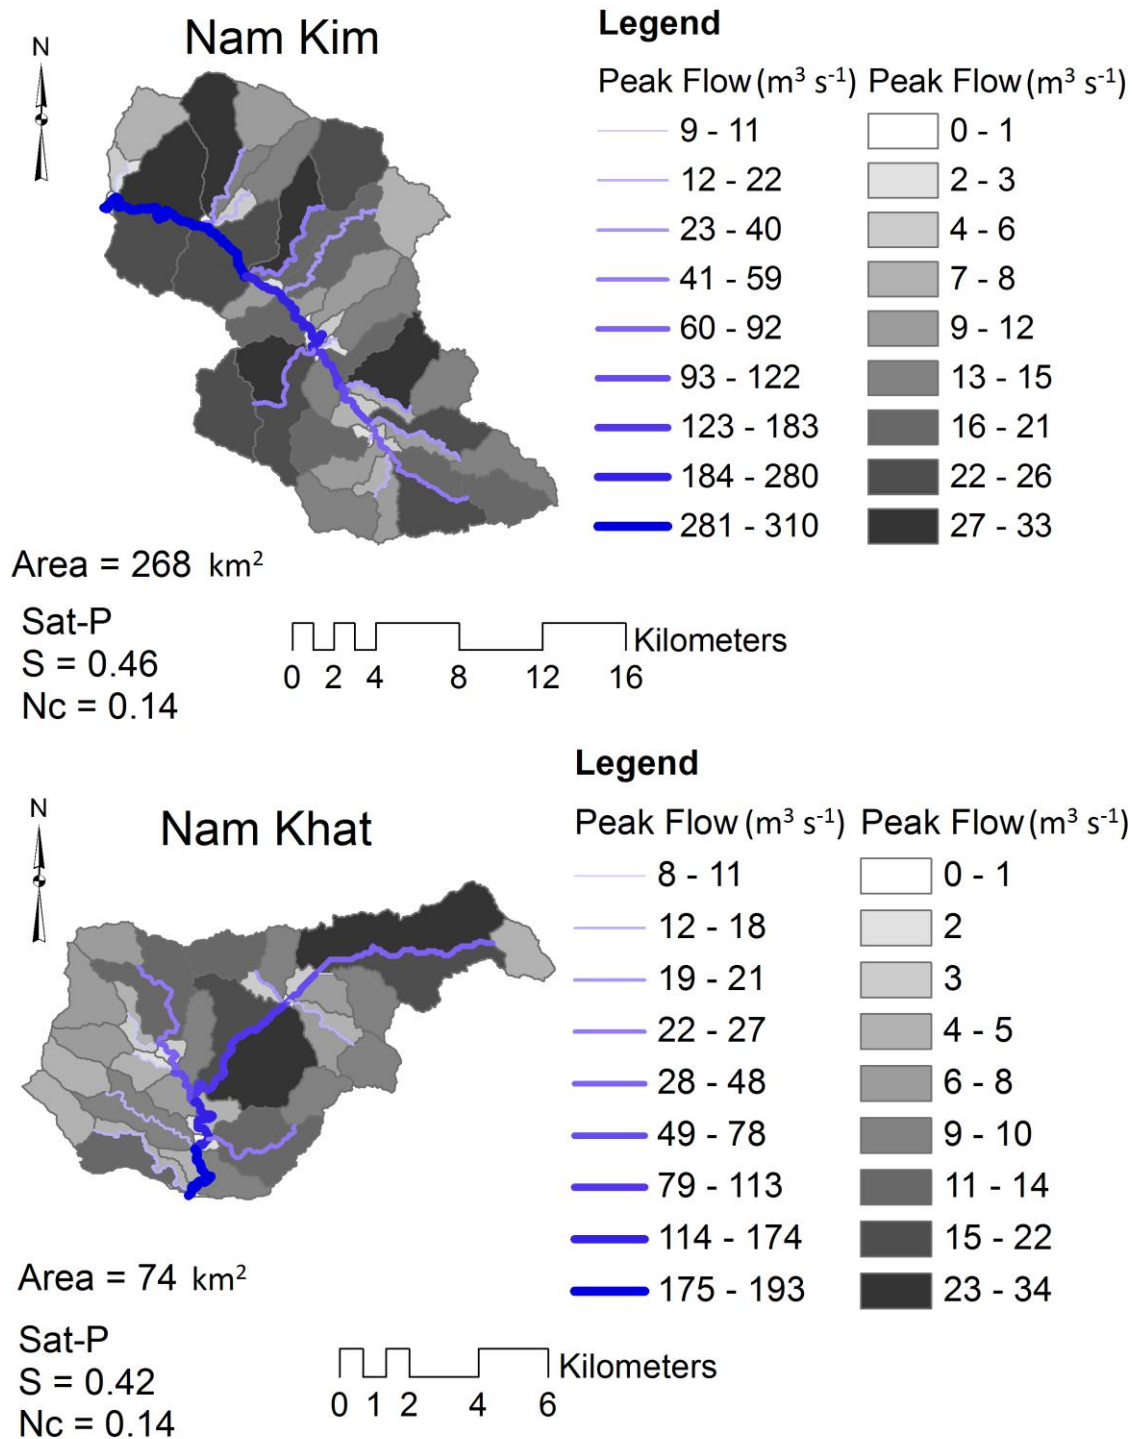 Nam Kim
N
Legend
Peak Flow (m³ s⁻¹) Peak Flow (m³ s⁻¹)
9 - 11 0 - 1
12 - 22 2 - 3
23 - 40 4 - 6
41 - 59 7 - 8
60 - 92 9 - 12
93 - 122 13 - 15
123 - 183 16 - 21
184 - 280 22 - 26
281 - 310 27 - 33
Area = 268 km²
Sat-P
S = 0.46
Nc = 0.14
Kilometers
0 2 4 8 12 16
Nam Khat
N
Legend
Peak Flow (m³ s⁻¹) Peak Flow (m³ s⁻¹)
8 - 11 0 - 1
12 - 18 2
19 - 21 3
22 - 27 4 - 5
28 - 48 6 - 8
49 - 78 9 - 10
79 - 113 11 - 14
114 - 174 15 - 22
175 - 193 23 - 34
Area = 74 km²
Sat-P
S = 0.42
Nc = 0.14
Kilometers
0 1 2 4 6